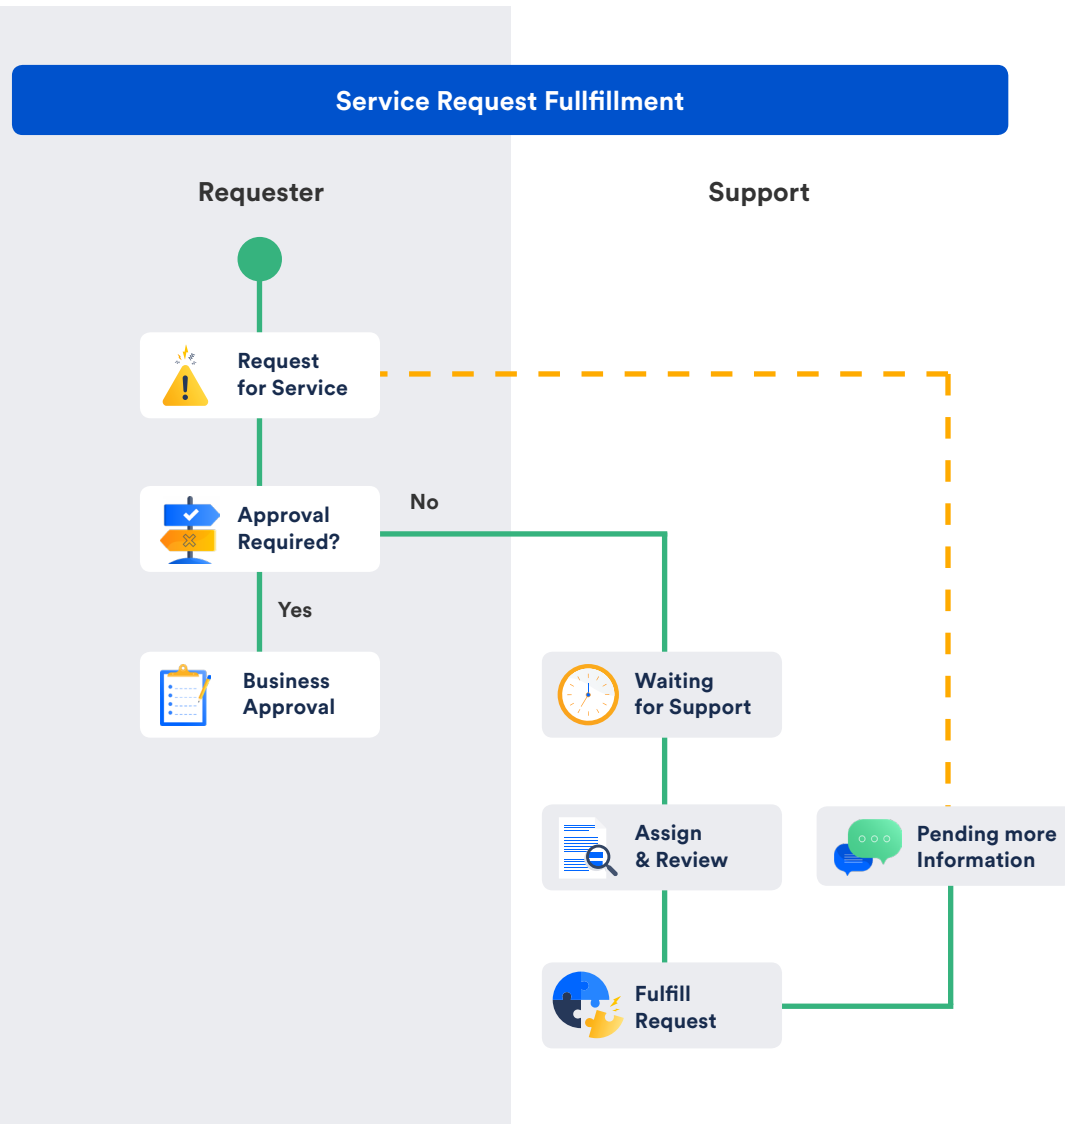 Service Request Fullfillment
Requester
Support
Request
for Service
Approval
Required?
No
Yes
Business
Approval
Waiting
for Support
Assign
& Review
Pending more
Information
Fulfill
Request